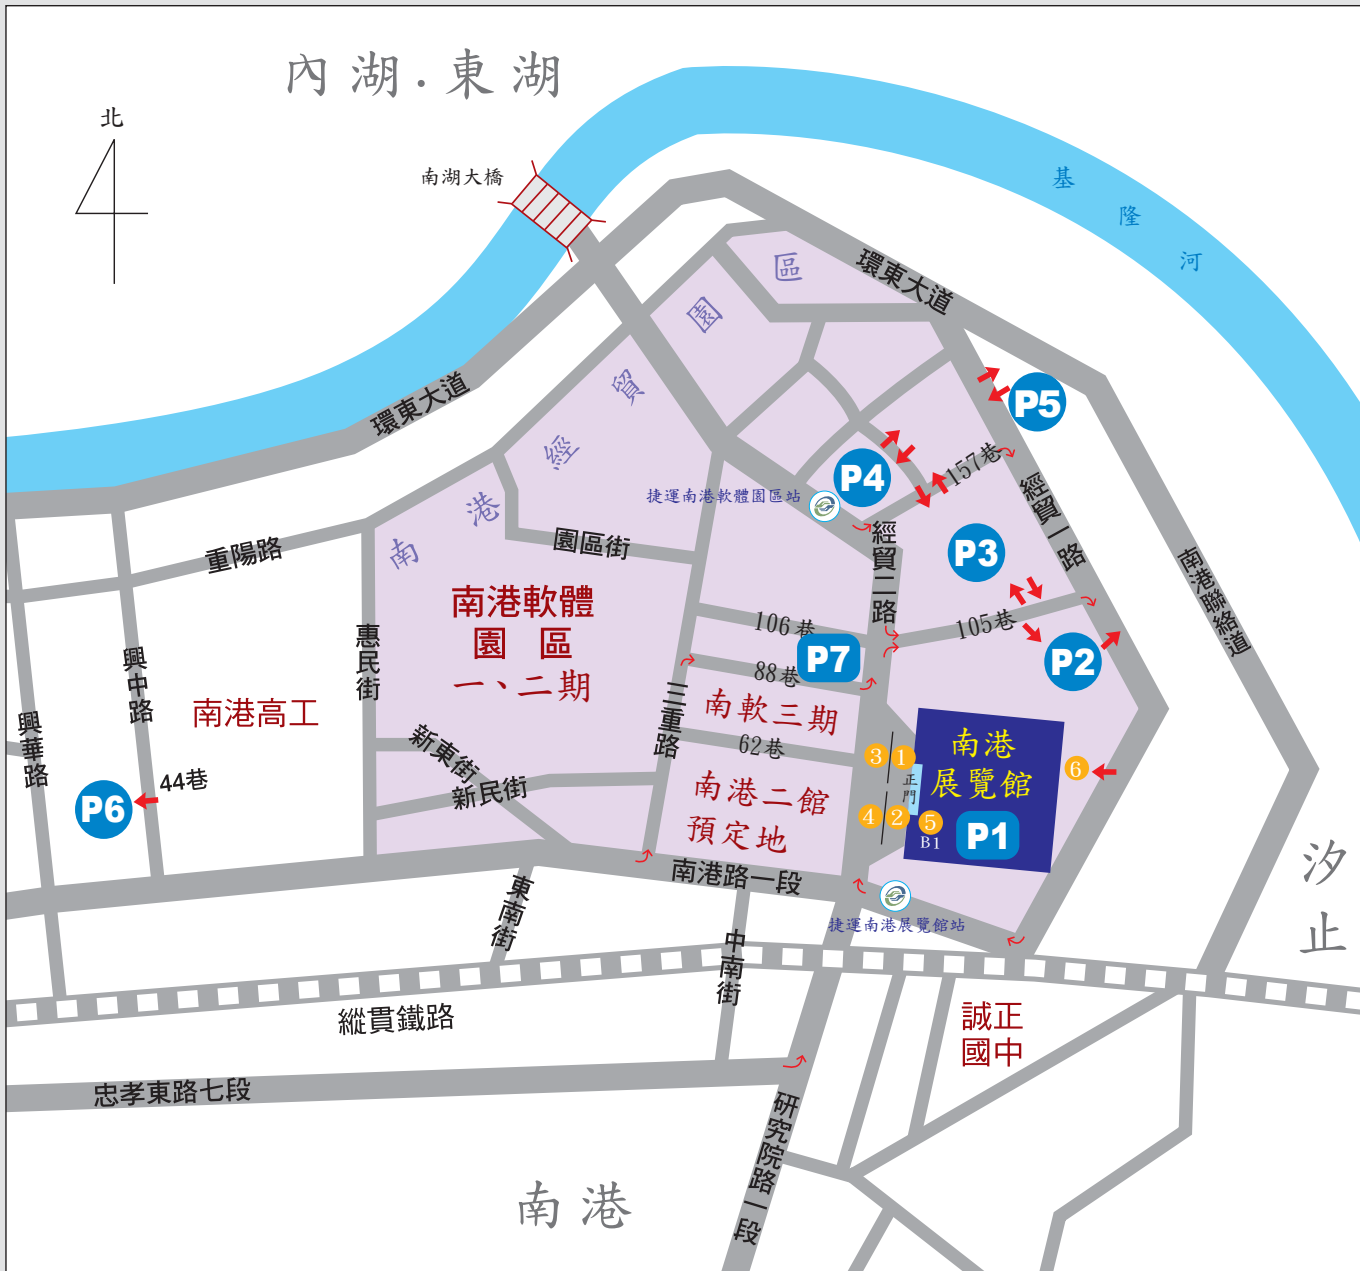 內湖.東湖
北
南湖大橋
基隆河
環東大道
環東大道
南港經貿園區
P5
157巷
P4
捷運南港軟體園區站
經貿一路
經貿二路
園區街
重陽路
P3
南港聯絡道
南港軟體
園 區
一、二期
惠民街
106巷
105巷
P7
P2
88巷
興中路
南港高工
三重路
南軟三期
62巷
興華路
44巷
P6
新東街
新民街
南港二館
預定地
3
1
正門
4
2
南港
展覽館
5
B1
P1
6
南港路一段
捷運南港展覽館站
汐止
東南街
中南街
縱貫鐵路
誠正
國中
忠孝東路七段
研究院路一段
南港